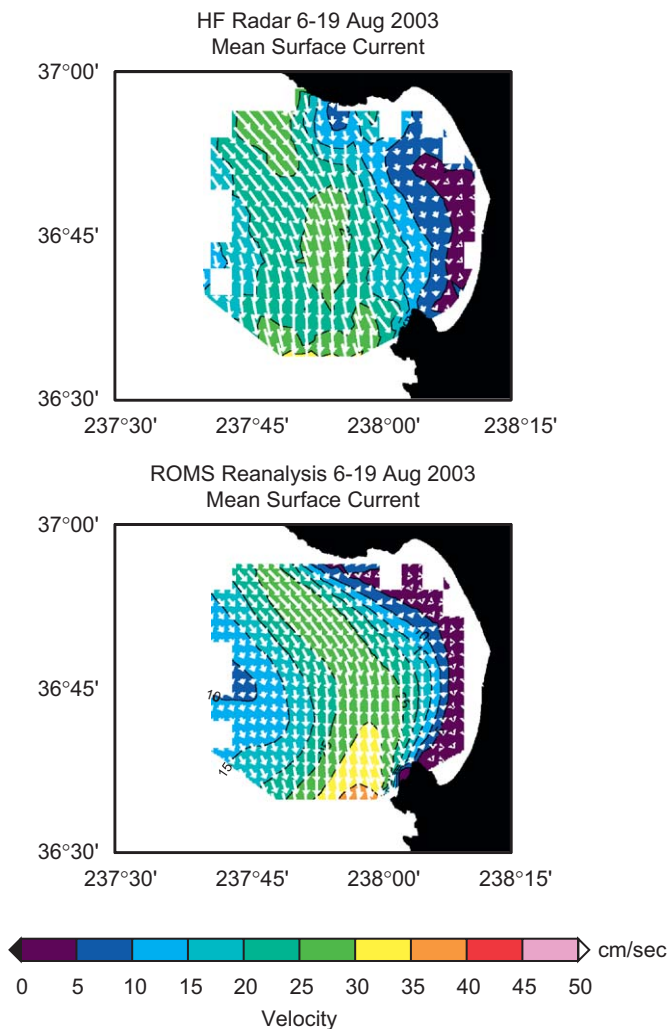 HF Radar 6-19 Aug 2003
Mean Surface Current
37°00'
36°45'
36°30'
237°30' 237°45' 238°00' 238°15'
ROMS Reanalysis 6-19 Aug 2003
Mean Surface Current
37°00'
10
36°45'
15
36°30'
237°30' 237°45' 238°00' 238°15'
cm/sec
0 5 10 15 20 25 30 35 40 45 50
Velocity